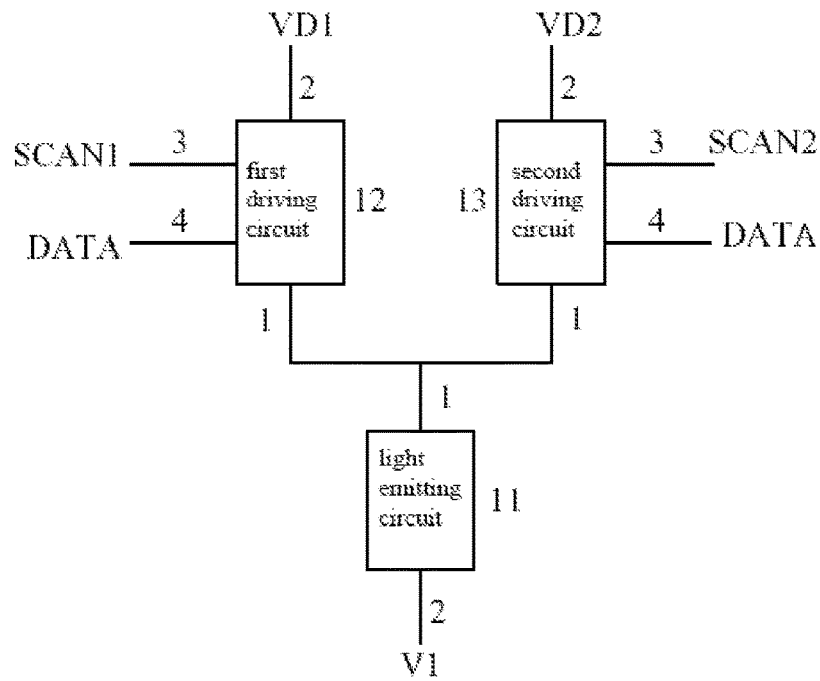 VD1 VD2
2 2
SCAN1 3 3 SCAN2
first
driving
circuit
12
13
second
driving
circuit
DATA 4 4 DATA
1 1
1
light
emitting
circuit
11
2
V1